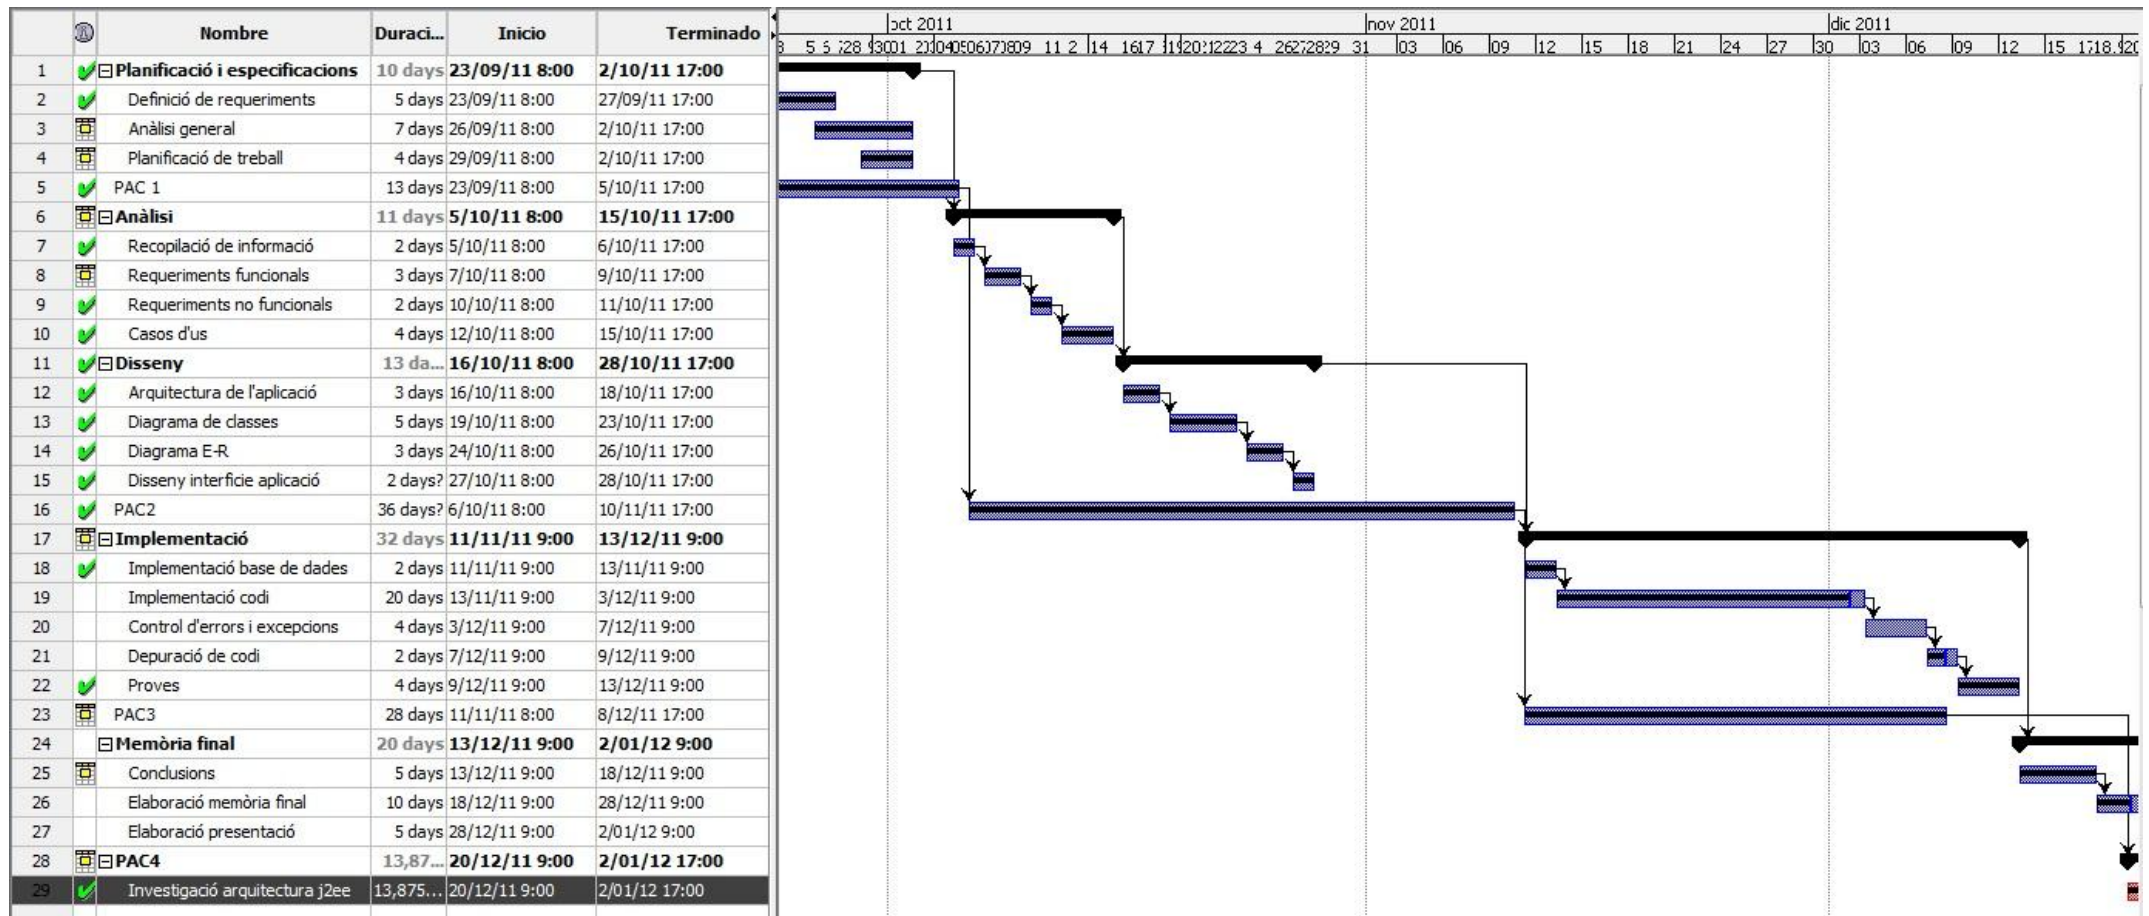 Nombre Duraci... Inicio Terminado
oct 2011 nov 2011 dic 2011
31 03 06 09 12 15 18 21 24 27 30 03 06 09 12 15
1 Planificació i especificacions 10 days 23/09/11 8:00 2/10/11 17:00
2 Definició de requeriments 5 days 23/09/11 8:00 27/09/11 17:00
3 Anàlisi general 7 days 26/09/11 8:00 2/10/11 17:00
4 Planificació de treball 4 days 29/09/11 8:00 2/10/11 17:00
5 PAC 1 13 days 23/09/11 8:00 5/10/11 17:00
6 Anàlisi 11 days 5/10/11 8:00 15/10/11 17:00
7 Recopilació de informació 2 days 5/10/11 8:00 6/10/11 17:00
8 Requeriments funcionals 3 days 7/10/11 8:00 9/10/11 17:00
9 Requeriments no funcionals 2 days 10/10/11 8:00 11/10/11 17:00
10 Casos d'us 4 days 12/10/11 8:00 15/10/11 17:00
11 Disseny 13 da... 16/10/11 8:00 28/10/11 17:00
12 Arquitectura de l'aplicació 3 days 16/10/11 8:00 18/10/11 17:00
13 Diagrama de classes 5 days 19/10/11 8:00 23/10/11 17:00
14 Diagrama E-R 3 days 24/10/11 8:00 26/10/11 17:00
15 Disseny interficie aplicació 2 days? 27/10/11 8:00 28/10/11 17:00
16 PAC2 36 days? 6/10/11 8:00 10/11/11 17:00
17 Implementació 32 days 11/11/11 9:00 13/12/11 9:00
18 Implementació base de dades 2 days 11/11/11 9:00 13/11/11 9:00
19 Implementació codi 20 days 13/11/11 9:00 3/12/11 9:00
20 Control d'errors i excepcions 4 days 3/12/11 9:00 7/12/11 9:00
21 Depuració de codi 2 days 7/12/11 9:00 9/12/11 9:00
22 Proves 4 days 9/12/11 9:00 13/12/11 9:00
23 PAC3 28 days 11/11/11 8:00 8/12/11 17:00
24 Memòria final 20 days 13/12/11 9:00 2/01/12 9:00
25 Conclusions 5 days 13/12/11 9:00 18/12/11 9:00
26 Elaboració memòria final 10 days 18/12/11 9:00 28/12/11 9:00
27 Elaboració presentació 5 days 28/12/11 9:00 2/01/12 9:00
28 PAC4 13,87... 20/12/11 9:00 2/01/12 17:00
29 Investigació arquitectura j2ee 13,875... 20/12/11 9:00 2/01/12 17:00